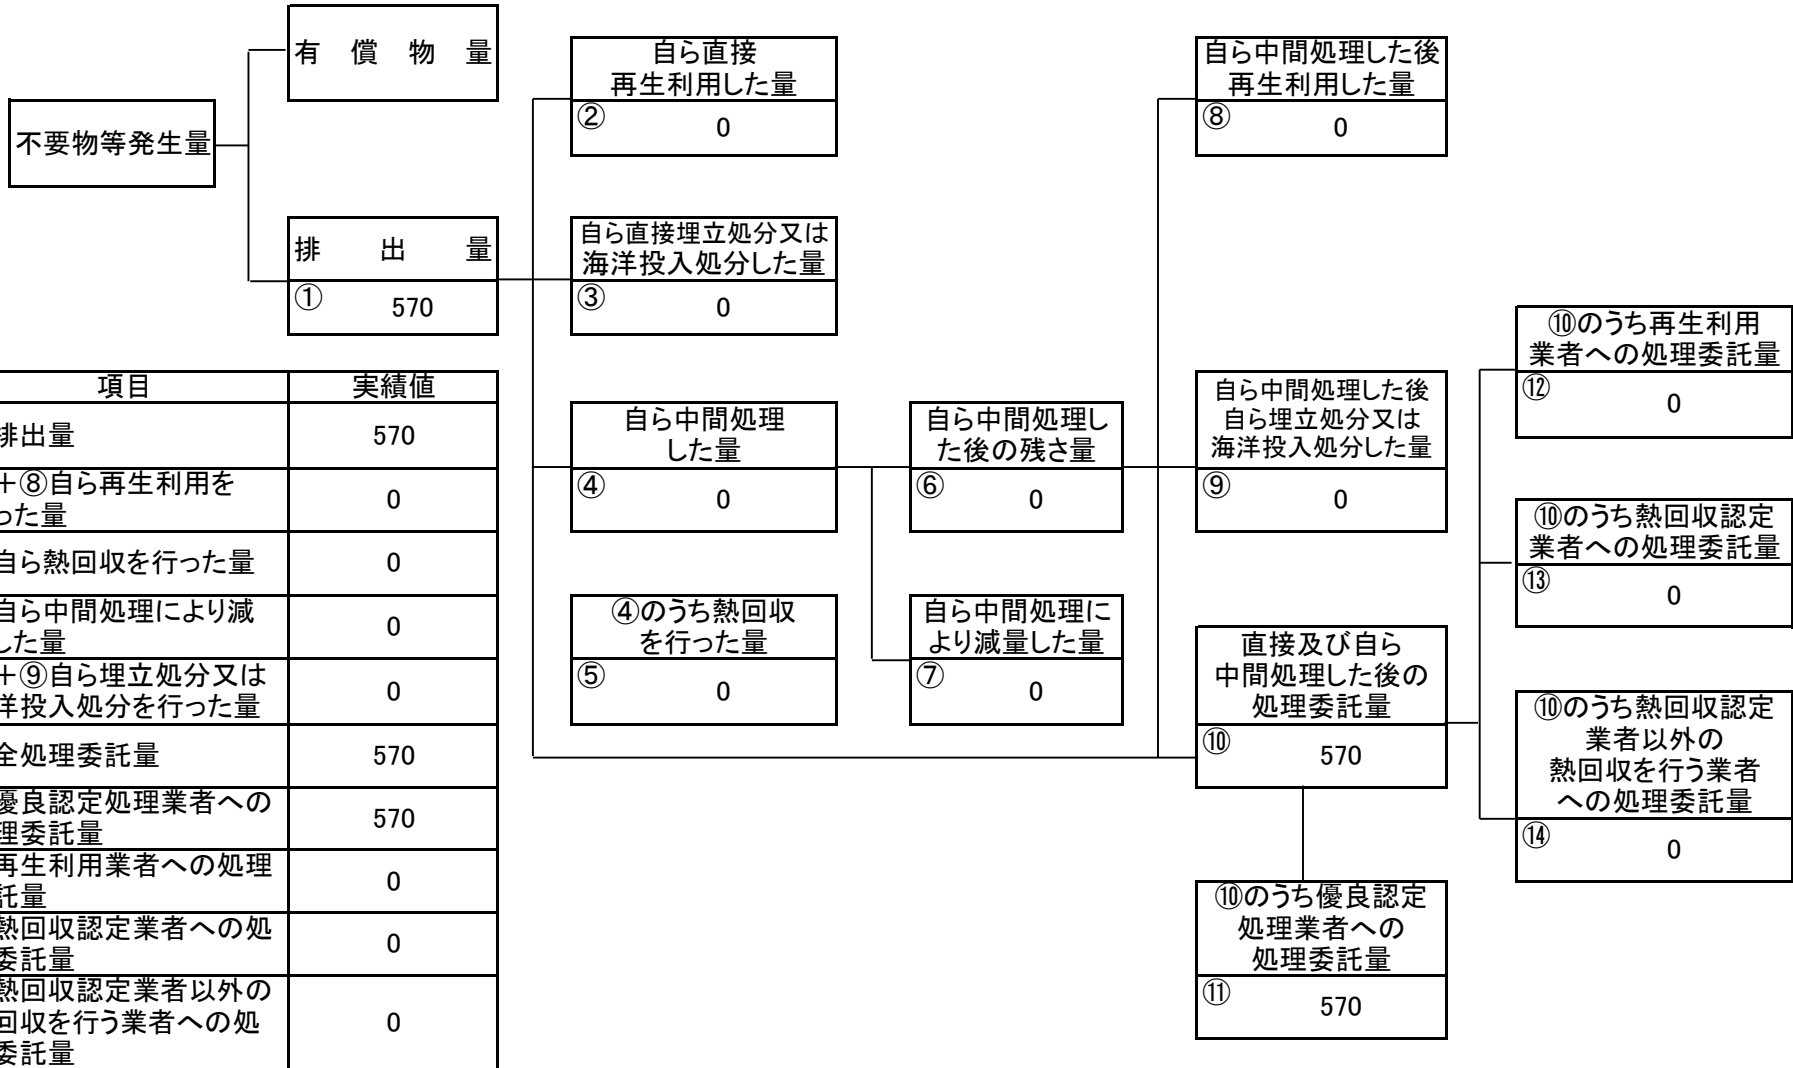 不要物等発生量
有償物量
排出量
①
570
自ら直接
再生利用した量
②
0
自ら直接埋立処分又は
海洋投入処分した量
③
0
自ら中間処理
した量
④
0
④のうち熱回収
を行った量
⑤
0
自ら中間処理し
た後の残さ量
⑥
0
自ら中間処理に
より減量した量
⑦
0
自ら中間処理した後
再生利用した量
⑧
0
自ら中間処理した後
自ら埋立処分又は
海洋投入処分した量
⑨
0
直接及び自ら
中間処理した後の
処理委託量
⑩
570
⑩のうち優良認定
処理業者への
処理委託量
⑪
570
⑩のうち再生利用
業者への処理委託量
⑫
0
⑩のうち熱回収認定
業者への処理委託量
⑬
0
⑩のうち熱回収認定
業者以外の
熱回収を行う業者
への処理委託量
⑭
0
項目 実績値
排出量 570
+⑧自ら再生利用を
った量
0
自ら熱回収を行った量 0
自ら中間処理により減
した量
0
+⑨自ら埋立処分又は
洋投入処分を行った量
0
全処理委託量 570
優良認定処理業者への
理委託量
570
再生利用業者への処理
託量
0
熱回収認定業者への処
委託量
0
熱回収認定業者以外の
回収を行う業者への処
委託量
0